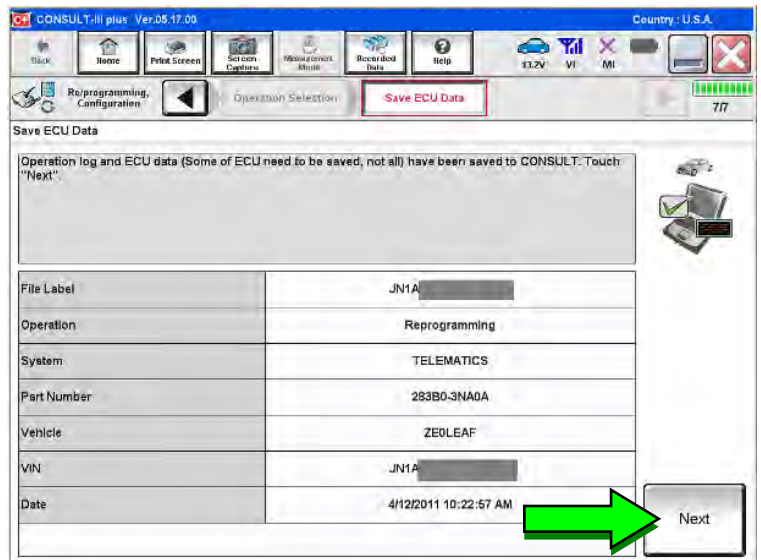 C+ CONSULT-III plus Ver.05.17.00 Country : U.S.A.
Back Home Print Screen Screen Capture Measurement Mode Recorded Data Help 13.2V VI MI
Re/programming, Configuration Operation Selection Save ECU Data 7/7
Save ECU Data
Operation log and ECU data (Some of ECU need to be saved, not all) have been saved to CONSULT. Touch
"Next".
File Label JN1A
Operation Reprogramming
System TELEMATICS
Part Number 283B0-3NA0A
Vehicle ZE0LEAF
VIN JN1A
Date 4/12/2011 10:22:57 AM
Next